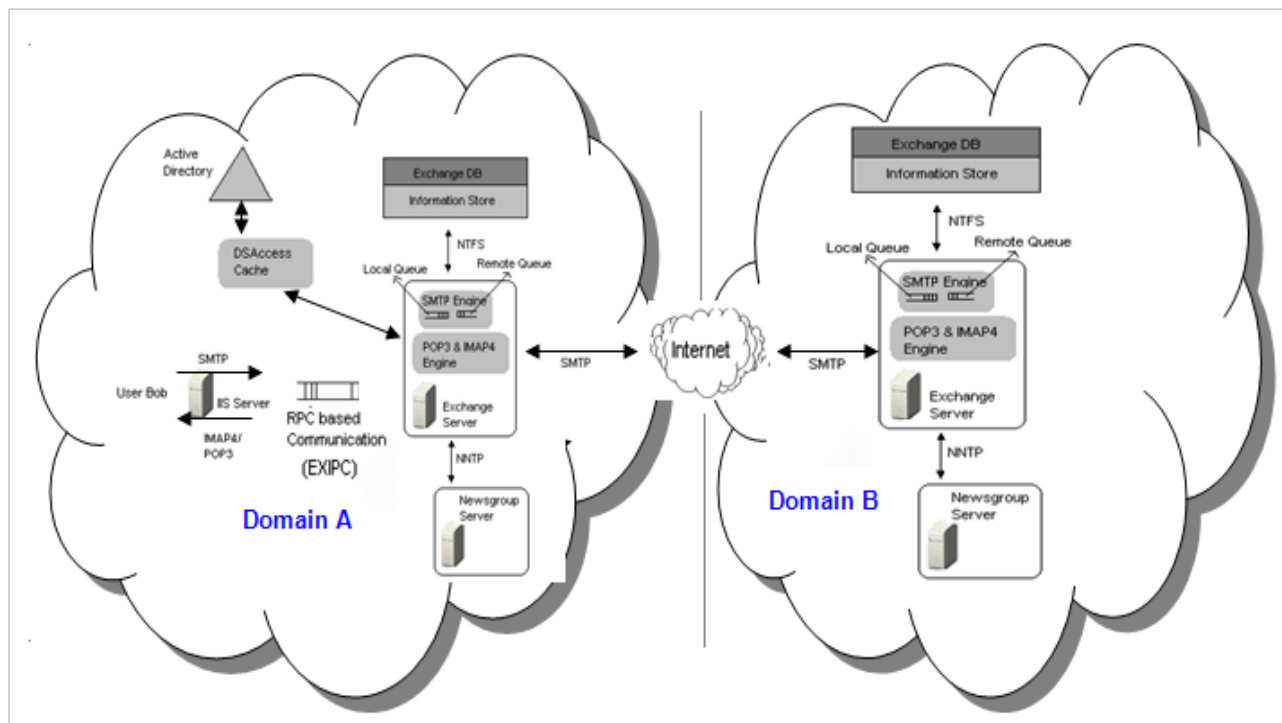 Active
Directory
DSAccess
Cache
Exchange DB
Information Store
NTFS
Local Queue
Remote Queue
SMTP Engine
POP3 & IMAP4
Engine
Exchange
Server
SMTP
User Bob
IIS Server
IMAP4/
POP3
RPC based
Communication
(EXIPC)
NNTP
Newsgroup
Server
Domain A
SMTP
Internet
SMTP
Exchange DB
Information Store
NTFS
Local Queue
Remote Queue
SMTP Engine
POP3 & IMAP4
Engine
Exchange
Server
NNTP
Newsgroup
Server
Domain B